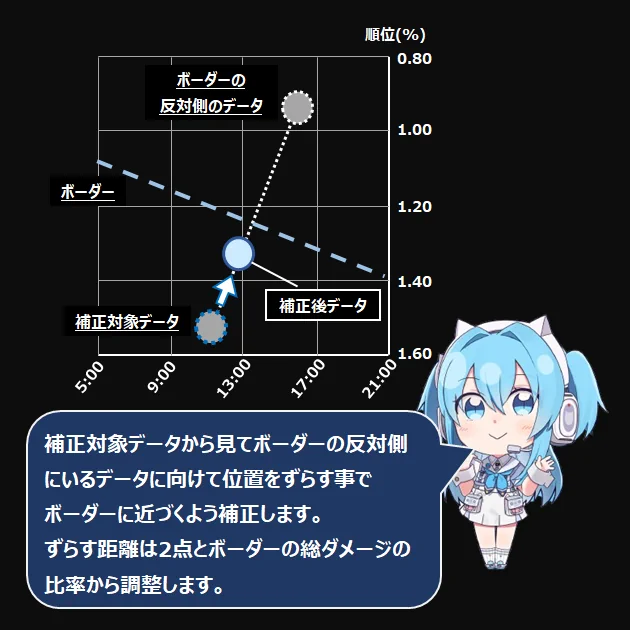 順位(%)
0.80
ボーダーの
反対側のデータ
1.00
ボーダー
1.20
1.40
補正後データ
補正対象データ
1.60
5:00
9:00
13:00
17:00
21:00
補正対象データから見てボーダーの反対側
にいるデータに向けて位置をずらす事で
ボーダーに近づくよう補正します。
ずらす距離は2点とボーダーの総ダメージの
比率から調整します。